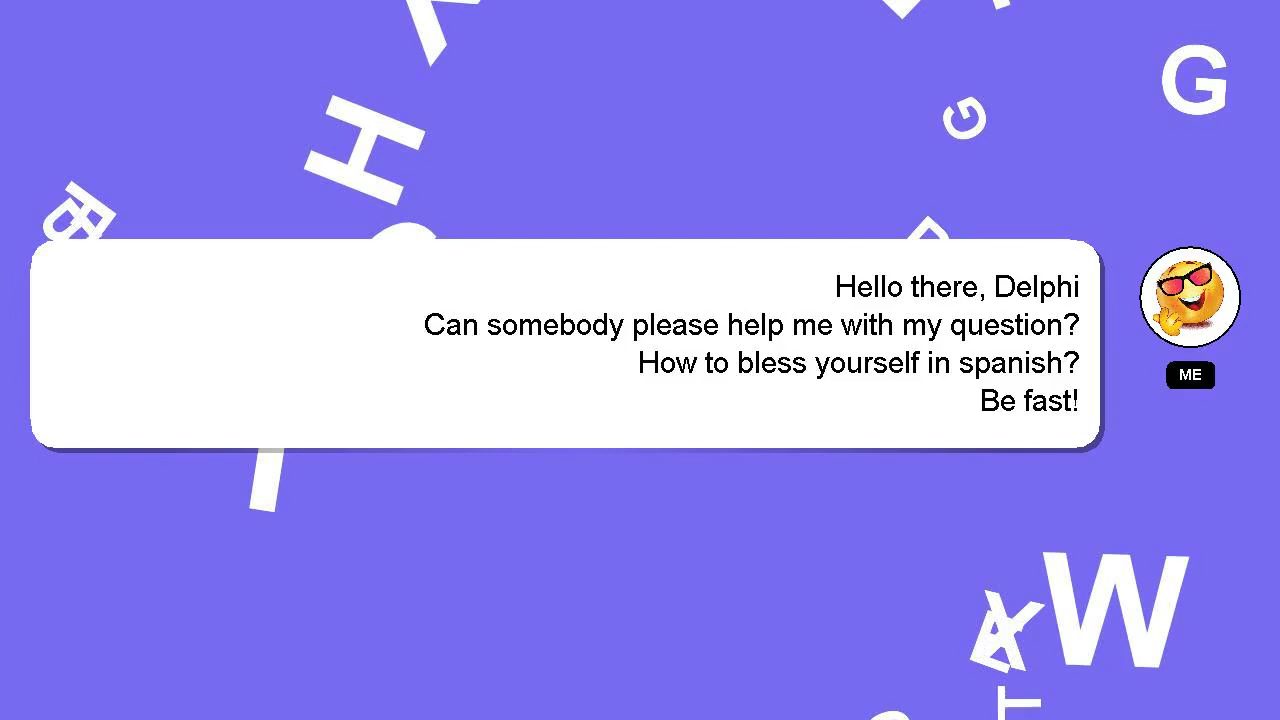 Hello there, Delphi
Can somebody please help me with my question?
How to bless yourself in spanish?
Be fast!
ME
H
G
G
W
T